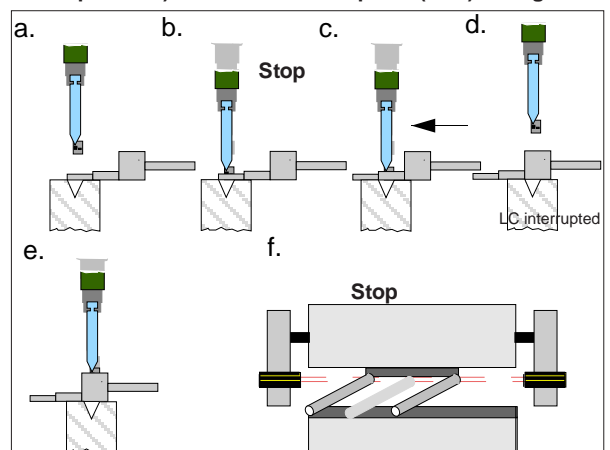 a.
b.
Stop
c.
d.
LC interrupted
e.
f.
Stop